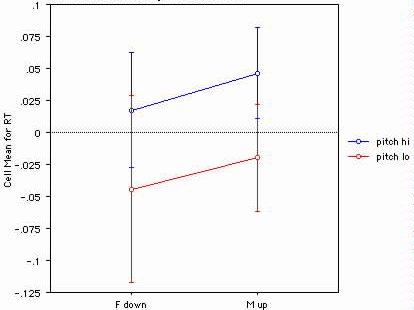 .1
.075
.05
.025
0
-.025
-.05
-.075
-.1
-.125
Cell Mean for RT
F down
M up
pitch hi
pitch lo